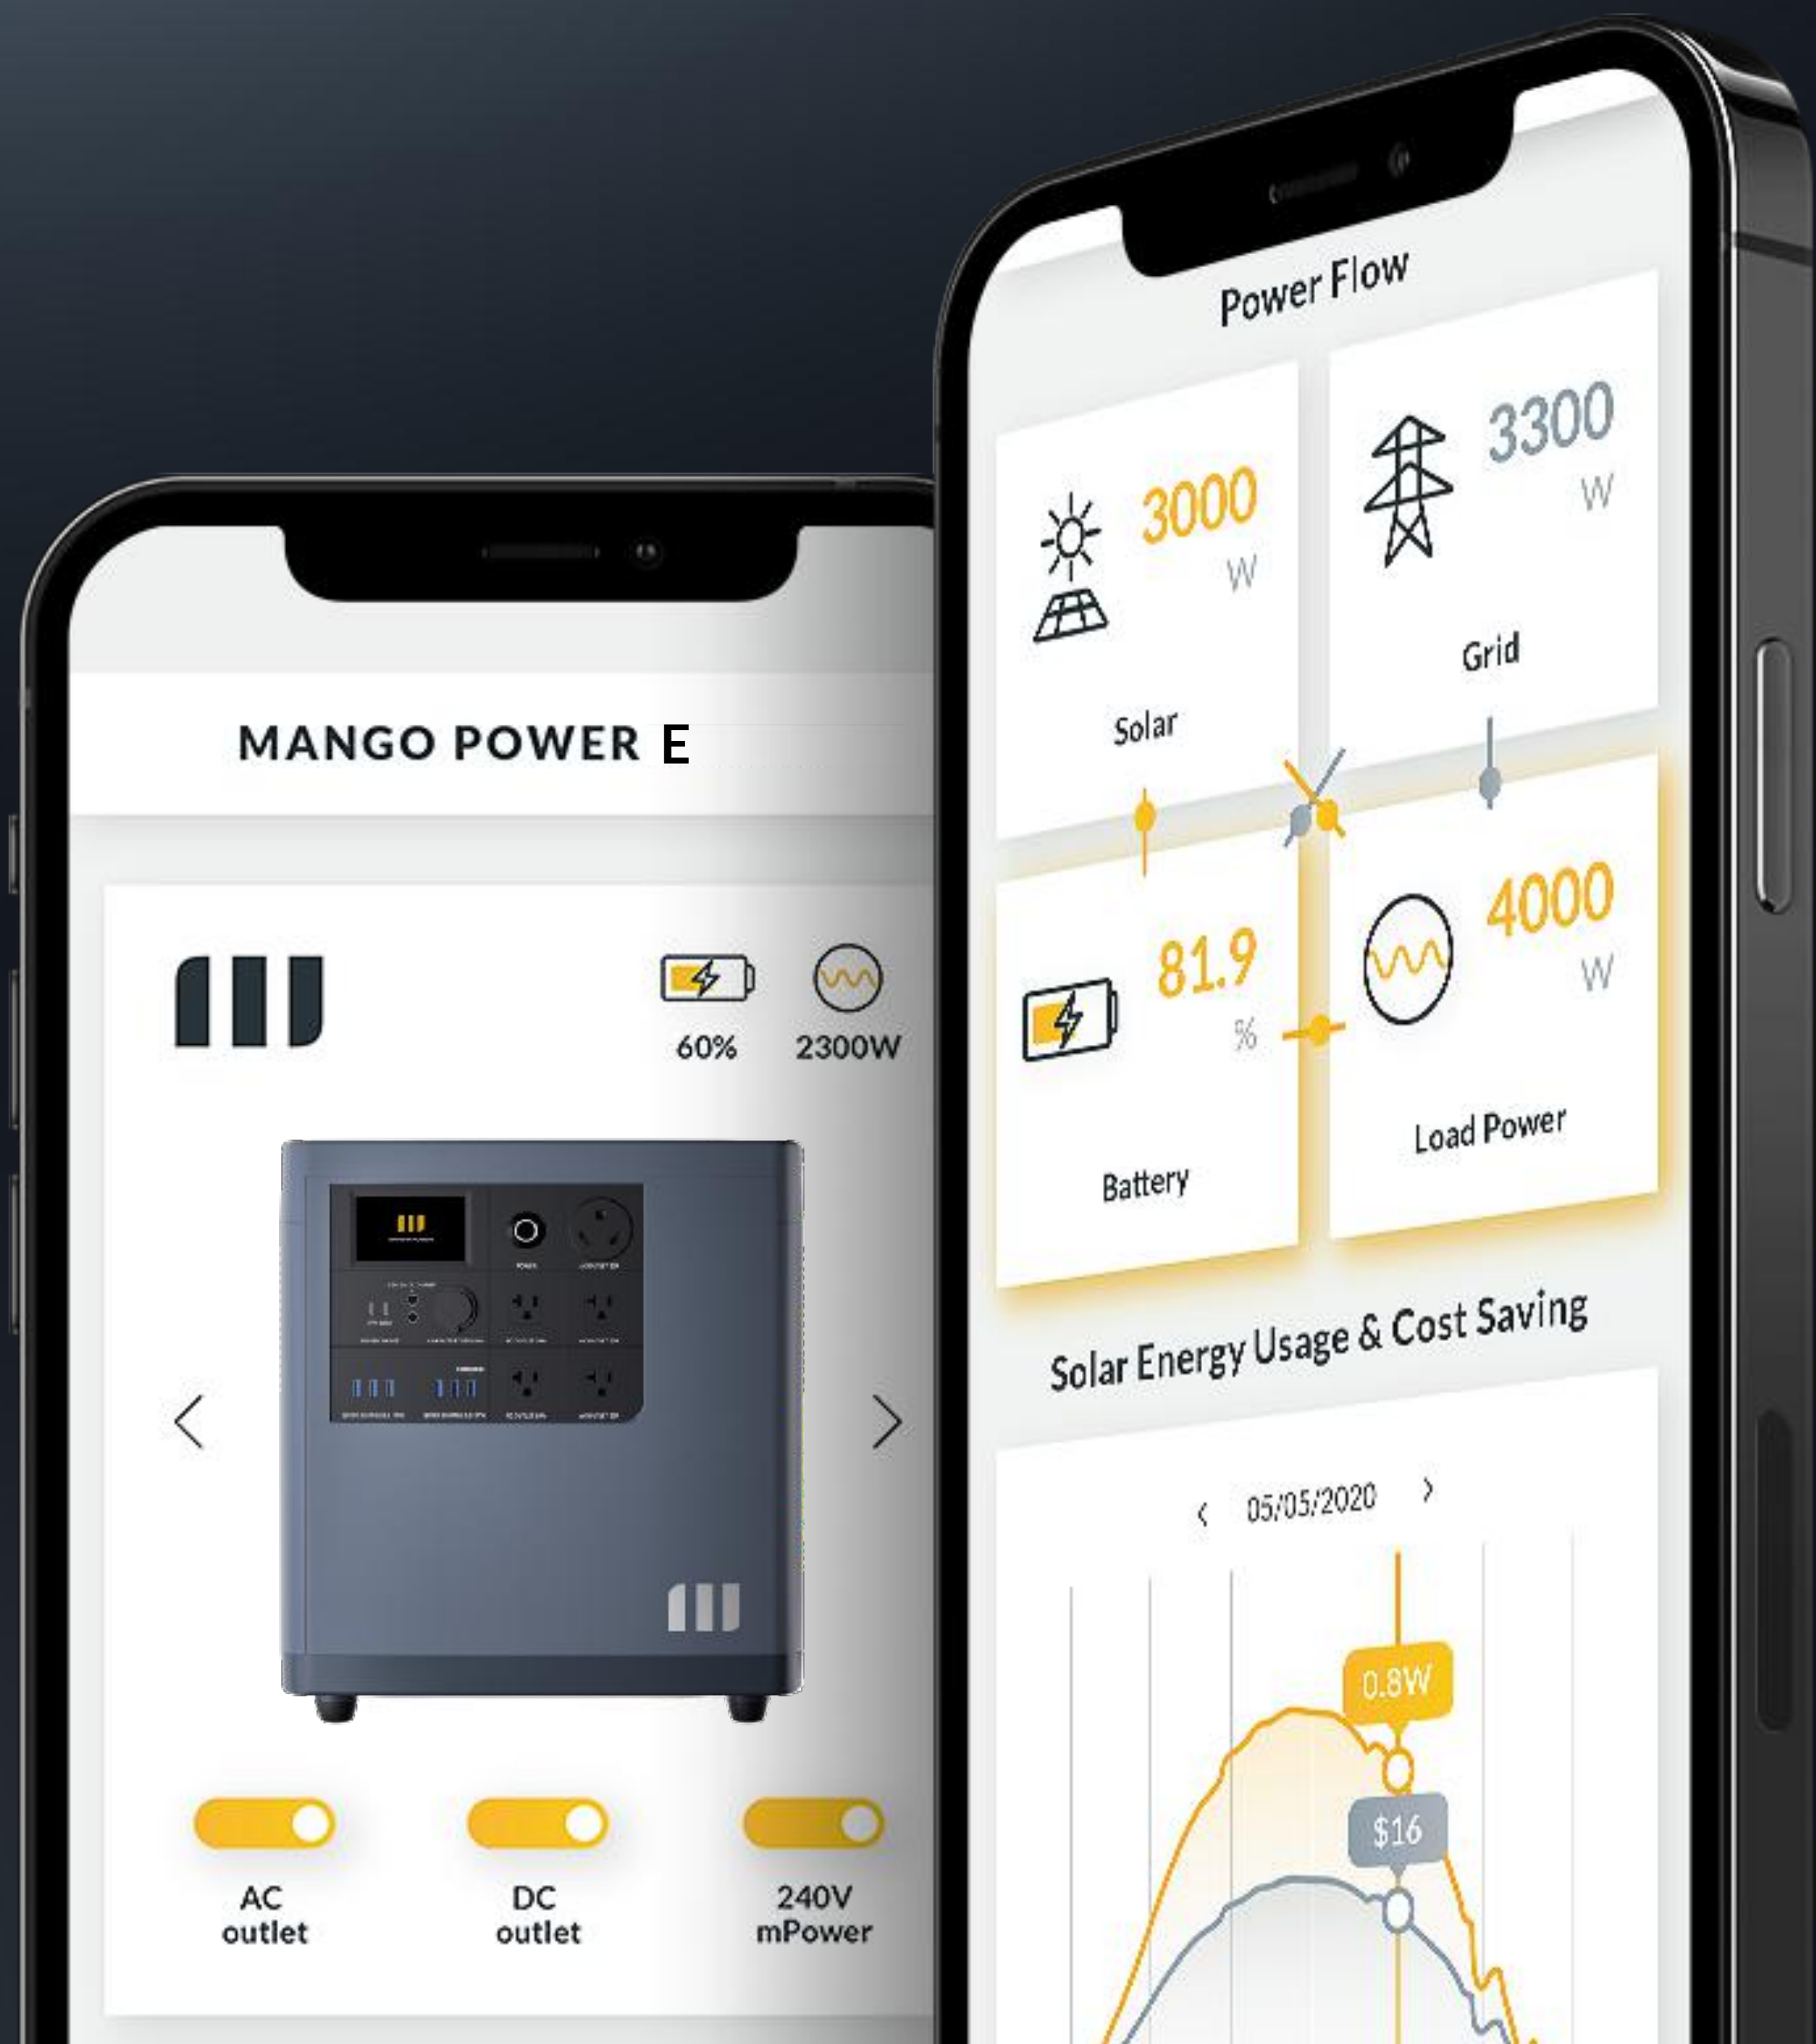 MANGO POWER E
60%
2300W
AC
outlet
DC
outlet
240V
mPower
Power Flow
3000
W
Solar
3300
W
Grid
81.9
%
Battery
4000
W
Load Power
Solar Energy Usage & Cost Saving
< 05/05/2020 >
0.8W
$16